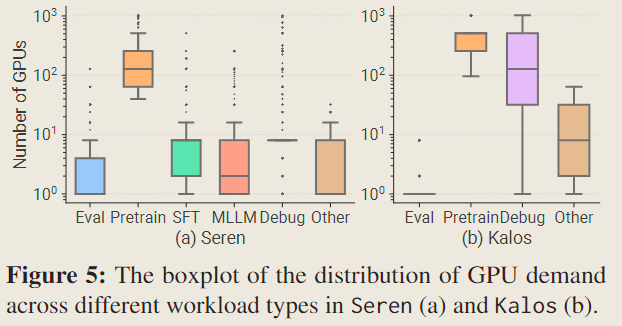 Number of GPUs
10³
10²
10¹
10⁰
Eval Pretrain SFT MLLM Debug Other
(a) Seren
10³
10²
10¹
10⁰
Eval Pretrain Debug Other
(b) Kalos
Figure 5: The boxplot of the distribution of GPU demand
across different workload types in Seren (a) and Kalos (b).